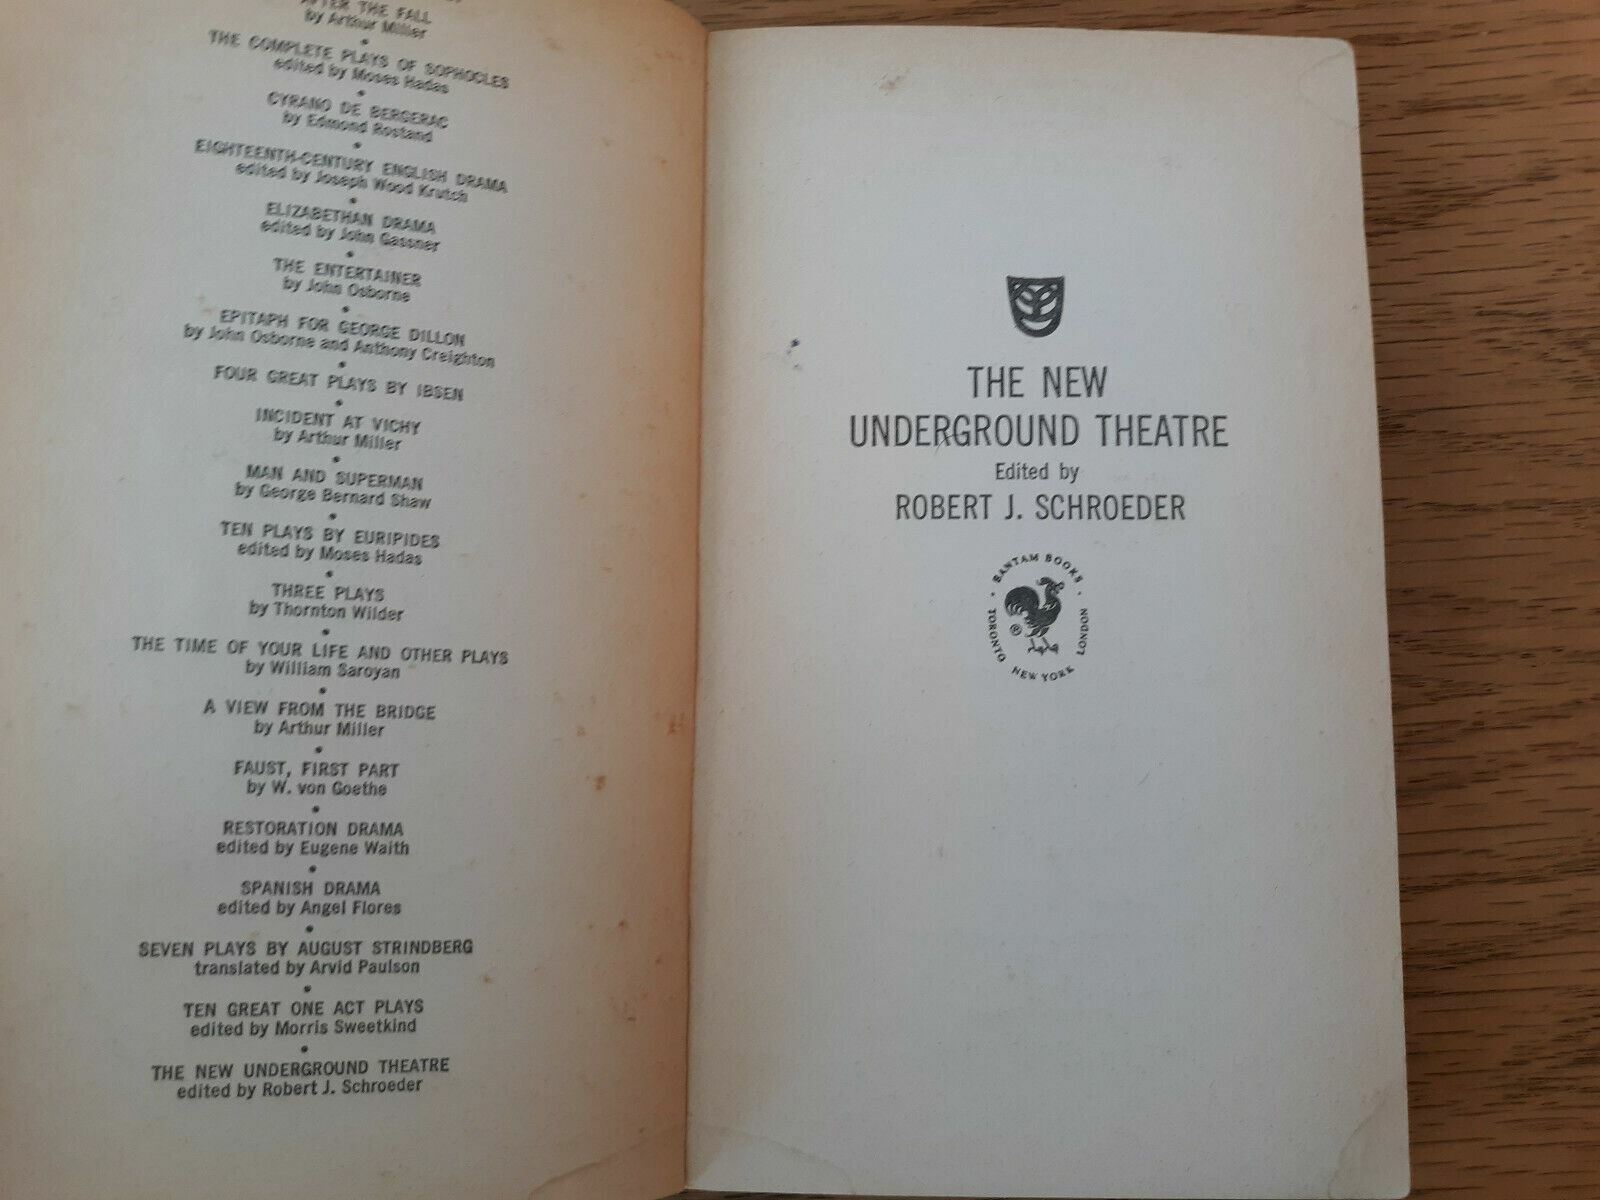 AFTER THE FALL
by Arthur Miller
THE COMPLETE PLAYS OF SOPHOCLES
edited by Moses Hadas
CYRANO DE BERGERAC
by Edmond Rostand
EIGHTEENTH-CENTURY ENGLISH DRAMA
edited by Joseph Wood Krutch
ELIZABETHAN DRAMA
edited by John Gassner
THE ENTERTAINER
by John Osborne
EPITAPH FOR GEORGE DILLON
by John Osborne and Anthony Creighton
FOUR GREAT PLAYS BY IBSEN
INCIDENT AT VICHY
by Arthur Miller
MAN AND SUPERMAN
by George Bernard Shaw
TEN PLAYS BY EURIPIDES
edited by Moses Hadas
THREE PLAYS
by Thornton Wilder
THE TIME OF YOUR LIFE AND OTHER PLAYS
by William Saroyan
A VIEW FROM THE BRIDGE
by Arthur Miller
FAUST, FIRST PART
by W. von Goethe
RESTORATION DRAMA
edited by Eugene Waith
SPANISH DRAMA
edited by Angel Flores
SEVEN PLAYS BY AUGUST STRINDBERG
translated by Arvid Paulson
TEN GREAT ONE ACT PLAYS
edited by Morris Sweetkind
THE NEW UNDERGROUND THEATRE
edited by Robert J. Schroeder
THE NEW
UNDERGROUND THEATRE
Edited by
ROBERT J. SCHROEDER
BANTAM BOOKS
TORONTO
NEW YORK
LONDON
®